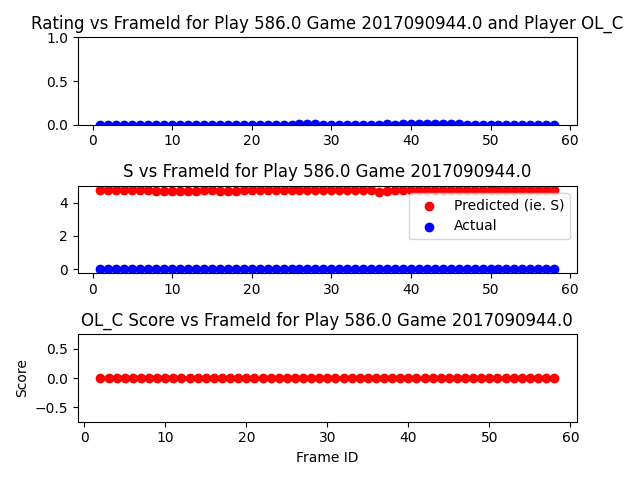 Rating vs FrameId for Play 586.0 Game 2017090944.0 and Player OL_C
1.0
0.5
0.0
0 10 20 30 40 50 60
S vs FrameId for Play 586.0 Game 2017090944.0
4
2
0
Predicted (ie. S)
Actual
0 10 20 30 40 50 60
OL_C Score vs FrameId for Play 586.0 Game 2017090944.0
Score
0.5
0.0
−0.5
0 10 20 30 40 50 60
Frame ID